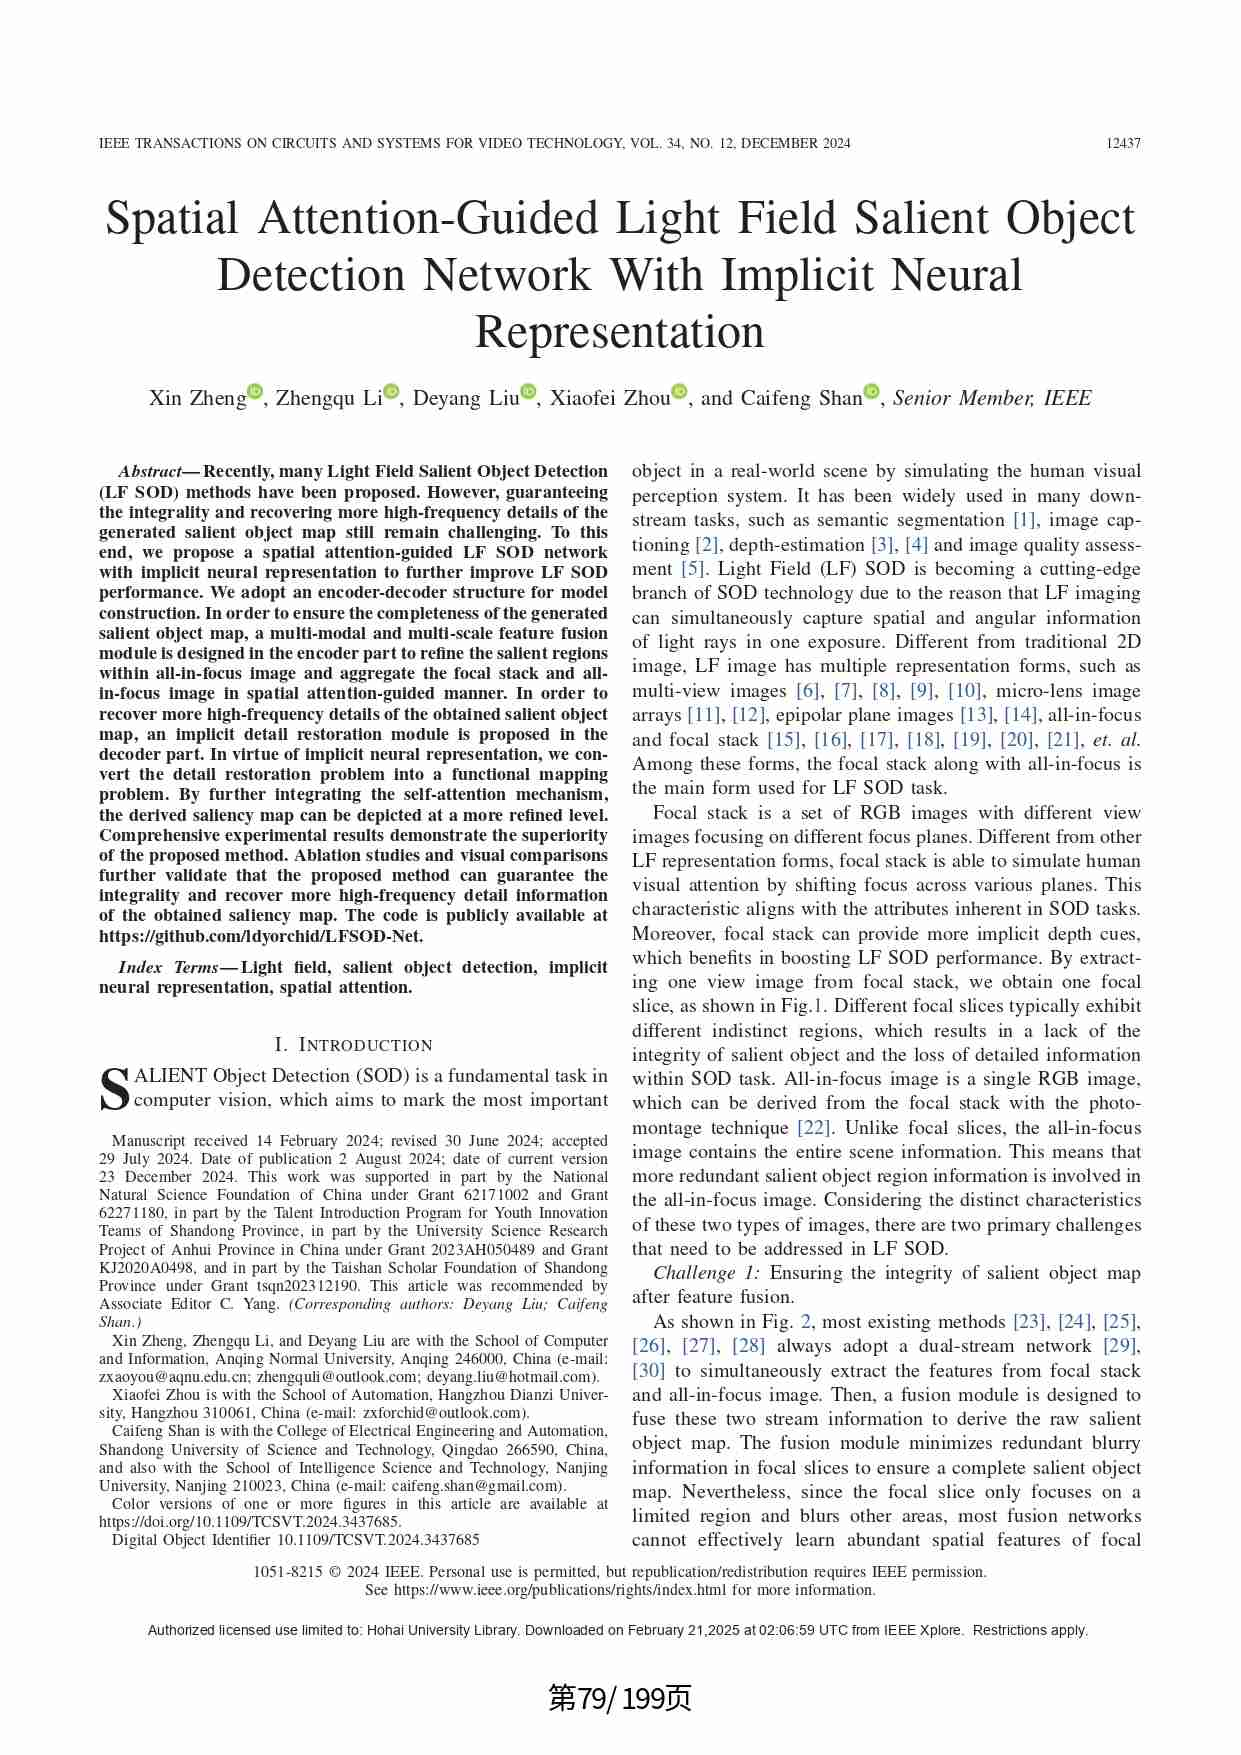 IEEE TRANSACTIONS ON CIRCUITS AND SYSTEMS FOR VIDEO TECHNOLOGY, VOL. 34, NO. 12, DECEMBER 2024 12437
Spatial Attention-Guided Light Field Salient Object
Detection Network With Implicit Neural
Representation
Xin Zheng, Zhengqu Li, Deyang Liu, Xiaofei Zhou, and Caifeng Shan, Senior Member, IEEE
Abstract—Recently, many Light Field Salient Object Detection
(LF SOD) methods have been proposed. However, guaranteeing
the integrality and recovering more high-frequency details of the
generated salient object map still remain challenging. To this
end, we propose a spatial attention-guided LF SOD network
with implicit neural representation to further improve LF SOD
performance. We adopt an encoder-decoder structure for model
construction. In order to ensure the completeness of the generated
salient object map, a multi-modal and multi-scale feature fusion
module is designed in the encoder part to refine the salient regions
within all-in-focus image and aggregate the focal stack and all-
in-focus image in spatial attention-guided manner. In order to
recover more high-frequency details of the obtained salient object
map, an implicit detail restoration module is proposed in the
decoder part. In virtue of implicit neural representation, we con-
vert the detail restoration problem into a functional mapping
problem. By further integrating the self-attention mechanism,
the derived saliency map can be depicted at a more refined level.
Comprehensive experimental results demonstrate the superiority
of the proposed method. Ablation studies and visual comparisons
further validate that the proposed method can guarantee the
integrality and recover more high-frequency detail information
of the obtained saliency map. The code is publicly available at
https://github.com/ldyorchid/LFSOD-Net.
Index Terms—Light field, salient object detection, implicit
neural representation, spatial attention.
I. INTRODUCTION
SALIENT Object Detection (SOD) is a fundamental task in
computer vision, which aims to mark the most important
Manuscript received 14 February 2024; revised 30 June 2024; accepted
29 July 2024. Date of publication 2 August 2024; date of current version
23 December 2024. This work was supported in part by the National
Natural Science Foundation of China under Grant 62171002 and Grant
62271180, in part by the Talent Introduction Program for Youth Innovation
Teams of Shandong Province, in part by the University Science Research
Project of Anhui Province in China under Grant 2023AH050489 and Grant
KJ2020A0498, and in part by the Taishan Scholar Foundation of Shandong
Province under Grant tsqn202312190. This article was recommended by
Associate Editor C. Yang. (Corresponding authors: Deyang Liu; Caifeng
Shan.)
Xin Zheng, Zhengqu Li, and Deyang Liu are with the School of Computer
and Information, Anqing Normal University, Anqing 246000, China (e-mail:
zxaoyou@aqnu.edu.cn; zhengquli@outlook.com; deyang.liu@hotmail.com).
Xiaofei Zhou is with the School of Automation, Hangzhou Dianzi Univer-
sity, Hangzhou 310061, China (e-mail: zxforchid@outlook.com).
Caifeng Shan is with the College of Electrical Engineering and Automation,
Shandong University of Science and Technology, Qingdao 266590, China,
and also with the School of Intelligence Science and Technology, Nanjing
University, Nanjing 210023, China (e-mail: caifeng.shan@gmail.com).
Color versions of one or more figures in this article are available at
https://doi.org/10.1109/TCSVT.2024.3437685.
Digital Object Identifier 10.1109/TCSVT.2024.3437685
object in a real-world scene by simulating the human visual
perception system. It has been widely used in many down-
stream tasks, such as semantic segmentation [1], image cap-
tioning [2], depth-estimation [3], [4] and image quality assess-
ment [5]. Light Field (LF) SOD is becoming a cutting-edge
branch of SOD technology due to the reason that LF imaging
can simultaneously capture spatial and angular information
of light rays in one exposure. Different from traditional 2D
image, LF image has multiple representation forms, such as
multi-view images [6], [7], [8], [9], [10], micro-lens image
arrays [11], [12], epipolar plane images [13], [14], all-in-focus
and focal stack [15], [16], [17], [18], [19], [20], [21], et. al.
Among these forms, the focal stack along with all-in-focus is
the main form used for LF SOD task.
Focal stack is a set of RGB images with different view
images focusing on different focus planes. Different from other
LF representation forms, focal stack is able to simulate human
visual attention by shifting focus across various planes. This
characteristic aligns with the attributes inherent in SOD tasks.
Moreover, focal stack can provide more implicit depth cues,
which benefits in boosting LF SOD performance. By extract-
ing one view image from focal stack, we obtain one focal
slice, as shown in Fig.1. Different focal slices typically exhibit
different indistinct regions, which results in a lack of the
integrity of salient object and the loss of detailed information
within SOD task. All-in-focus image is a single RGB image,
which can be derived from the focal stack with the photo-
montage technique [22]. Unlike focal slices, the all-in-focus
image contains the entire scene information. This means that
more redundant salient object region information is involved in
the all-in-focus image. Considering the distinct characteristics
of these two types of images, there are two primary challenges
that need to be addressed in LF SOD.
Challenge 1: Ensuring the integrity of salient object map
after feature fusion.
As shown in Fig. 2, most existing methods [23], [24], [25],
[26], [27], [28] always adopt a dual-stream network [29],
[30] to simultaneously extract the features from focal stack
and all-in-focus image. Then, a fusion module is designed to
fuse these two stream information to derive the raw salient
object map. The fusion module minimizes redundant blurry
information in focal slices to ensure a complete salient object
map. Nevertheless, since the focal slice only focuses on a
limited region and blurs other areas, most fusion networks
cannot effectively learn abundant spatial features of focal
1051-8215 © 2024 IEEE. Personal use is permitted, but republication/redistribution requires IEEE permission.
See https://www.ieee.org/publications/rights/index.html for more information.
Authorized licensed use limited to: Hohai University Library. Downloaded on February 21,2025 at 02:06:59 UTC from IEEE Xplore. Restrictions apply.
第79/199页